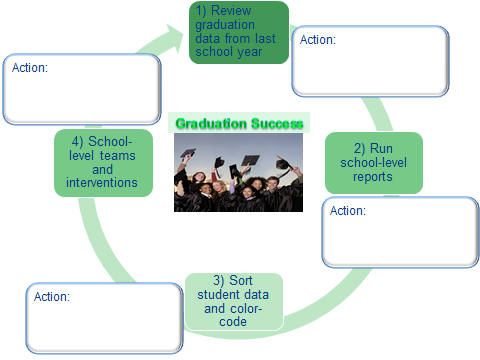 1) Review
graduation
data from last
school year
Action:
Action:
Graduation Success
4) School-
level teams
and
interventions
2) Run
school-level
reports
Action:
3) Sort
student data
and color-
code
Action: